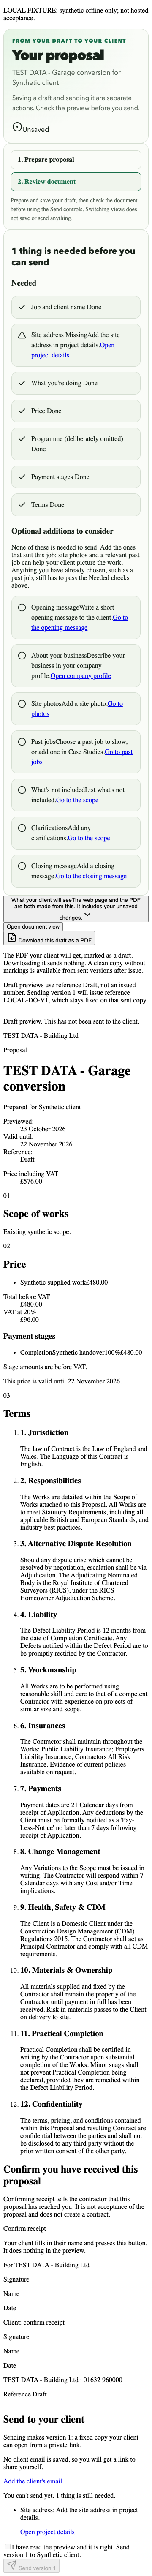 LOCAL FIXTURE: synthetic offline only; not hosted
acceptance.
FROM YOUR DRAFT TO YOUR CLIENT
Your proposal
TEST DATA - Garage conversion for
Synthetic client
Saving a draft and sending it are separate
actions. Check the preview before you send.
Unsaved
1. Prepare proposal
2. Review document
Prepare and save your draft, then check the document
before using the Send controls. Switching views does
not save or send anything.
1 thing is needed before you
can send
Needed
Job and client name Done
Site address MissingAdd the site
address in project details.Open
project details
What you're doing Done
Price Done
Programme (deliberately omitted)
Done
Payment stages Done
Terms Done
Optional additions to consider
None of these is needed to send. Add the ones
that suit this job: site photos and a relevant past
job can help your client picture the work.
Anything you have already chosen, such as a
past job, still has to pass the Needed checks
above.
Opening messageWrite a short
opening message to the client.Go to
the opening message
About your businessDescribe your
business in your company
profile.Open company profile
Site photosAdd a site photo.Go to
photos
Past jobsChoose a past job to show,
or add one in Case Studies.Go to past
jobs
What's not includedList what's not
included.Go to the scope
ClarificationsAdd any
clarifications.Go to the scope
Closing messageAdd a closing
message.Go to the closing message
What your client will seeThe web page and the PDF
are both made from this. It includes your unsaved
changes.
Open document view
Download this draft as a PDF
The PDF your client will get, marked as a draft.
Downloading it sends nothing. A clean copy without
markings is available from sent versions after issue.
Draft previews use reference Draft, not an issued
number. Sending version 1 will issue reference
LOCAL-DO-V1, which stays fixed on that sent copy.
Draft preview. This has not been sent to the client.
TEST DATA - Building Ltd
Proposal
TEST DATA - Garage
conversion
Prepared for Synthetic client
Previewed:
23 October 2026
Valid until:
22 November 2026
Reference:
Draft
Price including VAT
£576.00
01
Scope of works
Existing synthetic scope.
02
Price
Synthetic supplied work£480.00
Total before VAT
£480.00
VAT at 20%
£96.00
Payment stages
CompletionSynthetic handover100%£480.00
Stage amounts are before VAT.
This price is valid until 22 November 2026.
03
Terms
1. 1. Jurisdiction
The law of Contract is the Law of England and
Wales. The Language of this Contract is
English.
2. 2. Responsibilities
The Works are detailed within the Scope of
Works attached to this Proposal. All Works are
to meet Statutory Requirements, including all
applicable British and European Standards, and
industry best practices.
3. 3. Alternative Dispute Resolution
Should any dispute arise which cannot be
resolved by negotiation, escalation shall be via
Adjudication. The Adjudicating Nominated
Body is the Royal Institute of Chartered
Surveyors (RICS), under the RICS
Homeowner Adjudication Scheme.
4. 4. Liability
The Defect Liability Period is 12 months from
the date of Completion Certificate. Any
Defects notified within the Defect Period are to
be promptly rectified by the Contractor.
5. 5. Workmanship
All Works are to be performed using
reasonable skill and care to that of a competent
Contractor with experience on projects of
similar size and scope.
6. 6. Insurances
The Contractor shall maintain throughout the
Works: Public Liability Insurance; Employers
Liability Insurance; Contractors All Risk
Insurance. Evidence of current policies
available on request.
7. 7. Payments
Payment dates are 21 Calendar days from
receipt of Application. Any deductions by the
Client must be formally notified as a 'Pay-
Less-Notice' no later than 7 days following
receipt of Application.
8. 8. Change Management
Any Variations to the Scope must be issued in
writing. The Contractor will respond within 7
Calendar days with any Cost and/or Time
implications.
9. 9. Health, Safety & CDM
The Client is a Domestic Client under the
Construction Design Management (CDM)
Regulations 2015. The Contractor shall act as
Principal Contractor and comply with all CDM
requirements.
10. 10. Materials & Ownership
All materials supplied and fixed by the
Contractor shall remain the property of the
Contractor until payment in full has been
received. Risk in materials passes to the Client
on delivery to site.
11. 11. Practical Completion
Practical Completion shall be certified in
writing by the Contractor upon substantial
completion of the Works. Minor snags shall
not prevent Practical Completion being
declared, provided they are remedied within
the Defect Liability Period.
12. 12. Confidentiality
The terms, pricing, and conditions contained
within this Proposal and resulting Contract are
confidential between the parties and shall not
be disclosed to any third party without the
prior written consent of the other party.
Confirm you have received this
proposal
Confirming receipt tells the contractor that this
proposal has reached you. It is not acceptance of the
proposal and does not create a contract.
Confirm receipt
Your client fills in their name and presses this button.
It does nothing in the preview.
For TEST DATA - Building Ltd
Signature
Name
Date
Client: confirm receipt
Signature
Name
Date
TEST DATA - Building Ltd · 01632 960000
Reference Draft
Send to your client
Sending makes version 1: a fixed copy your client
can open from a private link.
No client email is saved, so you will get a link to
share yourself.
Add the client's email
You can't send yet. 1 thing is still needed.
Site address: Add the site address in project
details.
Open project details
I have read the preview and it is right. Send
version 1 to Synthetic client.
Send version 1